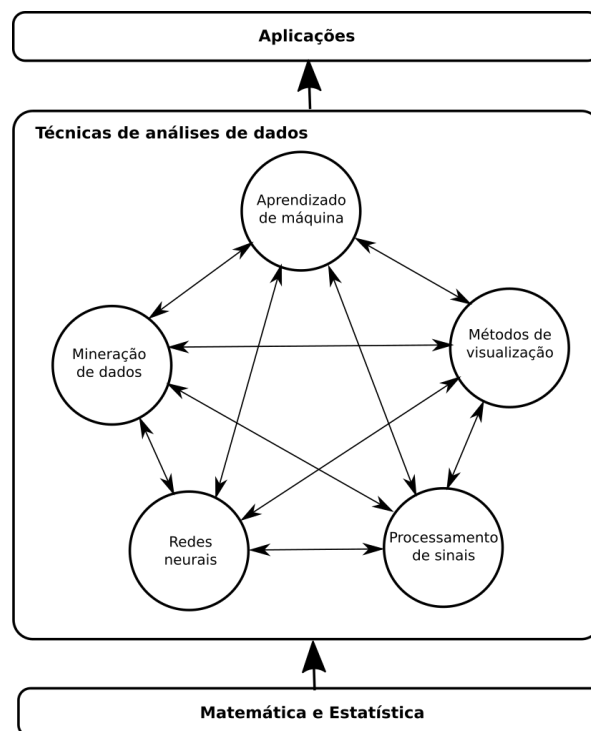 Aplicações
Técnicas de análises de dados
Aprendizado
de máquina
Métodos de
visualização
Mineração
de dados
Redes
neurais
Processamento
de sinais
Matemática e Estatística